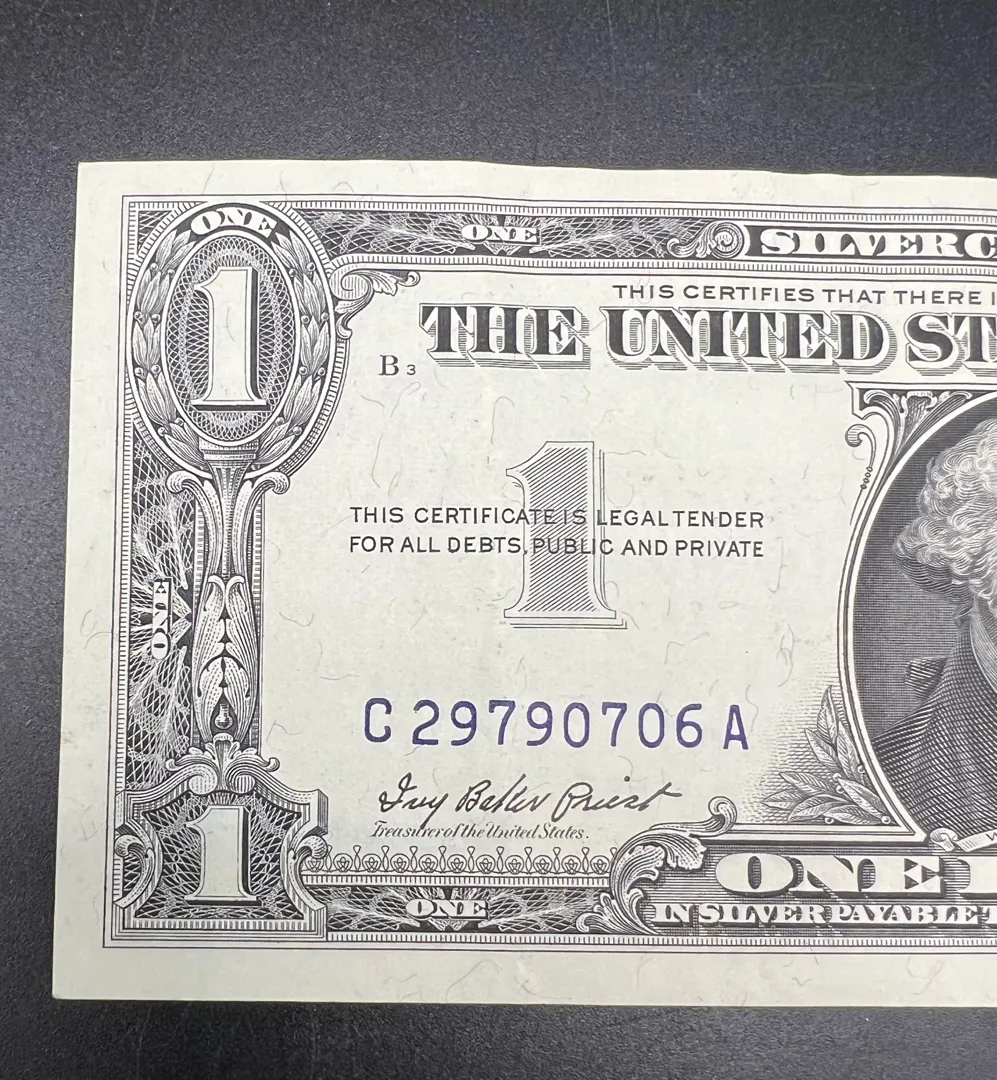 ONE
ONE
SILVER C
1
THIS CERTIFIES THAT THERE I
THE UNITED ST
B 3
1
THIS CERTIFICATE IS LEGAL TENDER
FOR ALL DEBTS, PUBLIC AND PRIVATE
ONE
C 29790706 A
Ivy Baker Priest
Treasurer of the United States.
1
ONE
ONE
IN SILVER PAYABLE T